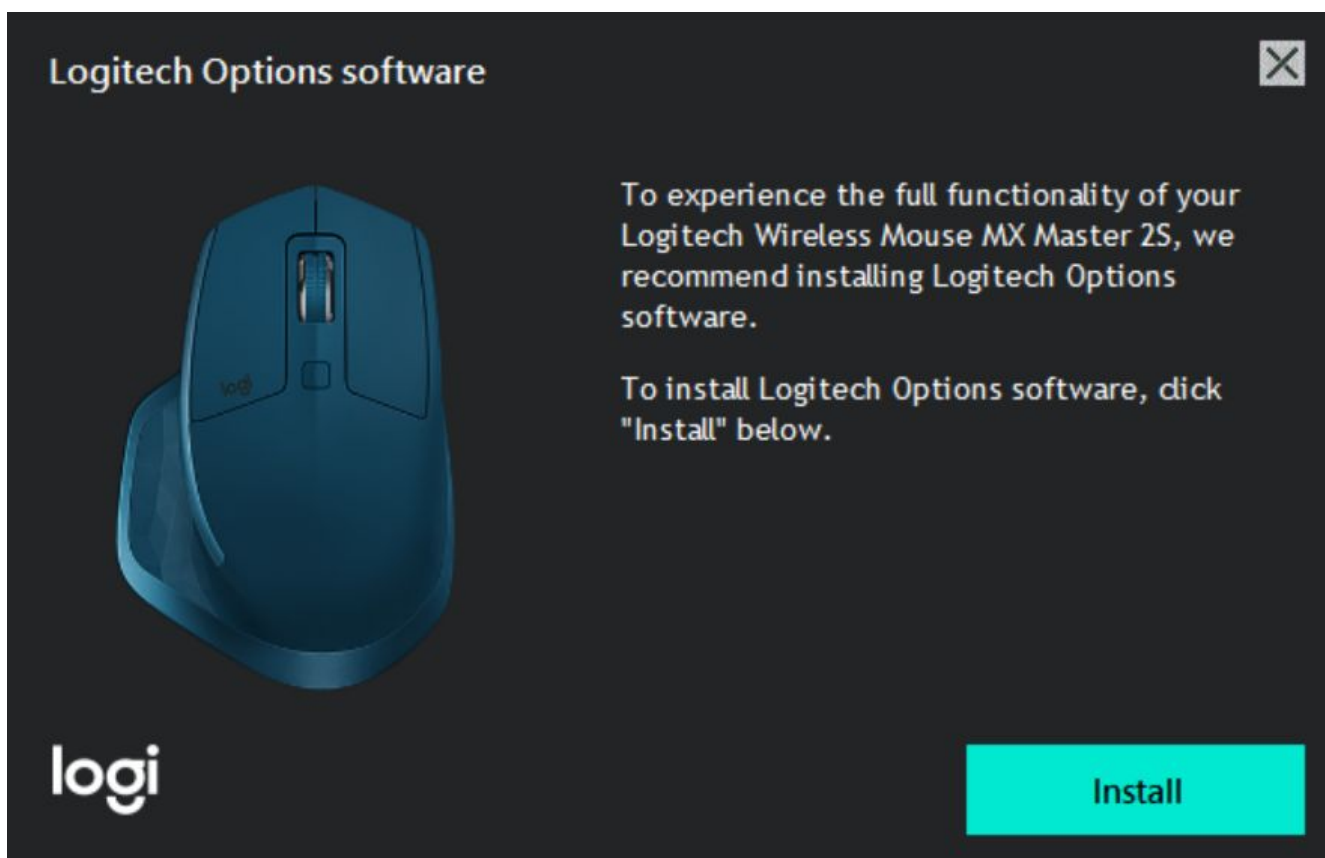 Logitech Options software
To experience the full functionality of your
Logitech Wireless Mouse MX Master 2S, we
recommend installing Logitech Options
software.
To install Logitech Options software, click
"Install" below.
logi
logi
Install